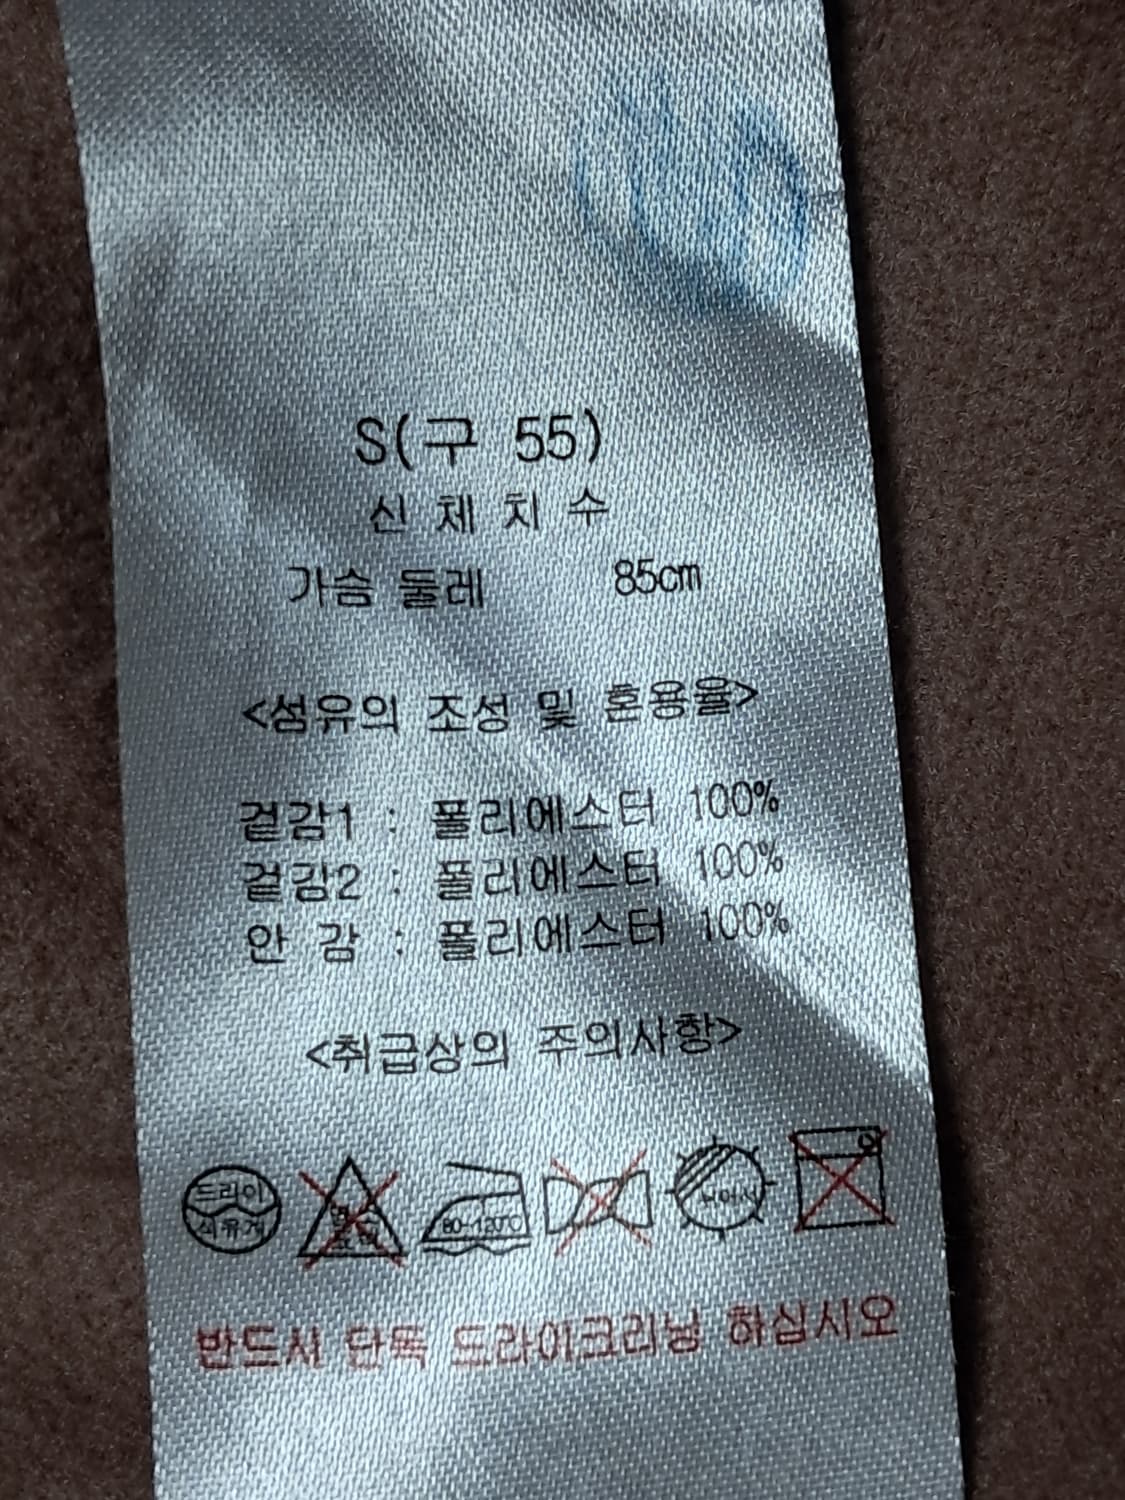 S(구 55)
신 체 치 수
가슴 둘레 85cm
<섬유의 조성 및 혼용율>
겉감1 : 폴리에스터 100%
겉감2 : 폴리에스터 100%
안 감 : 폴리에스터 100%
<취급상의 주의사항>
드라이
석유계
80~120℃
뉘어서
반드시 단독 드라이크리닝 하십시오